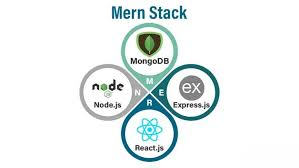 Mern Stack
MongoDB
M
node
JS
Node.js
N
E
ex
Express.js
R
React.js